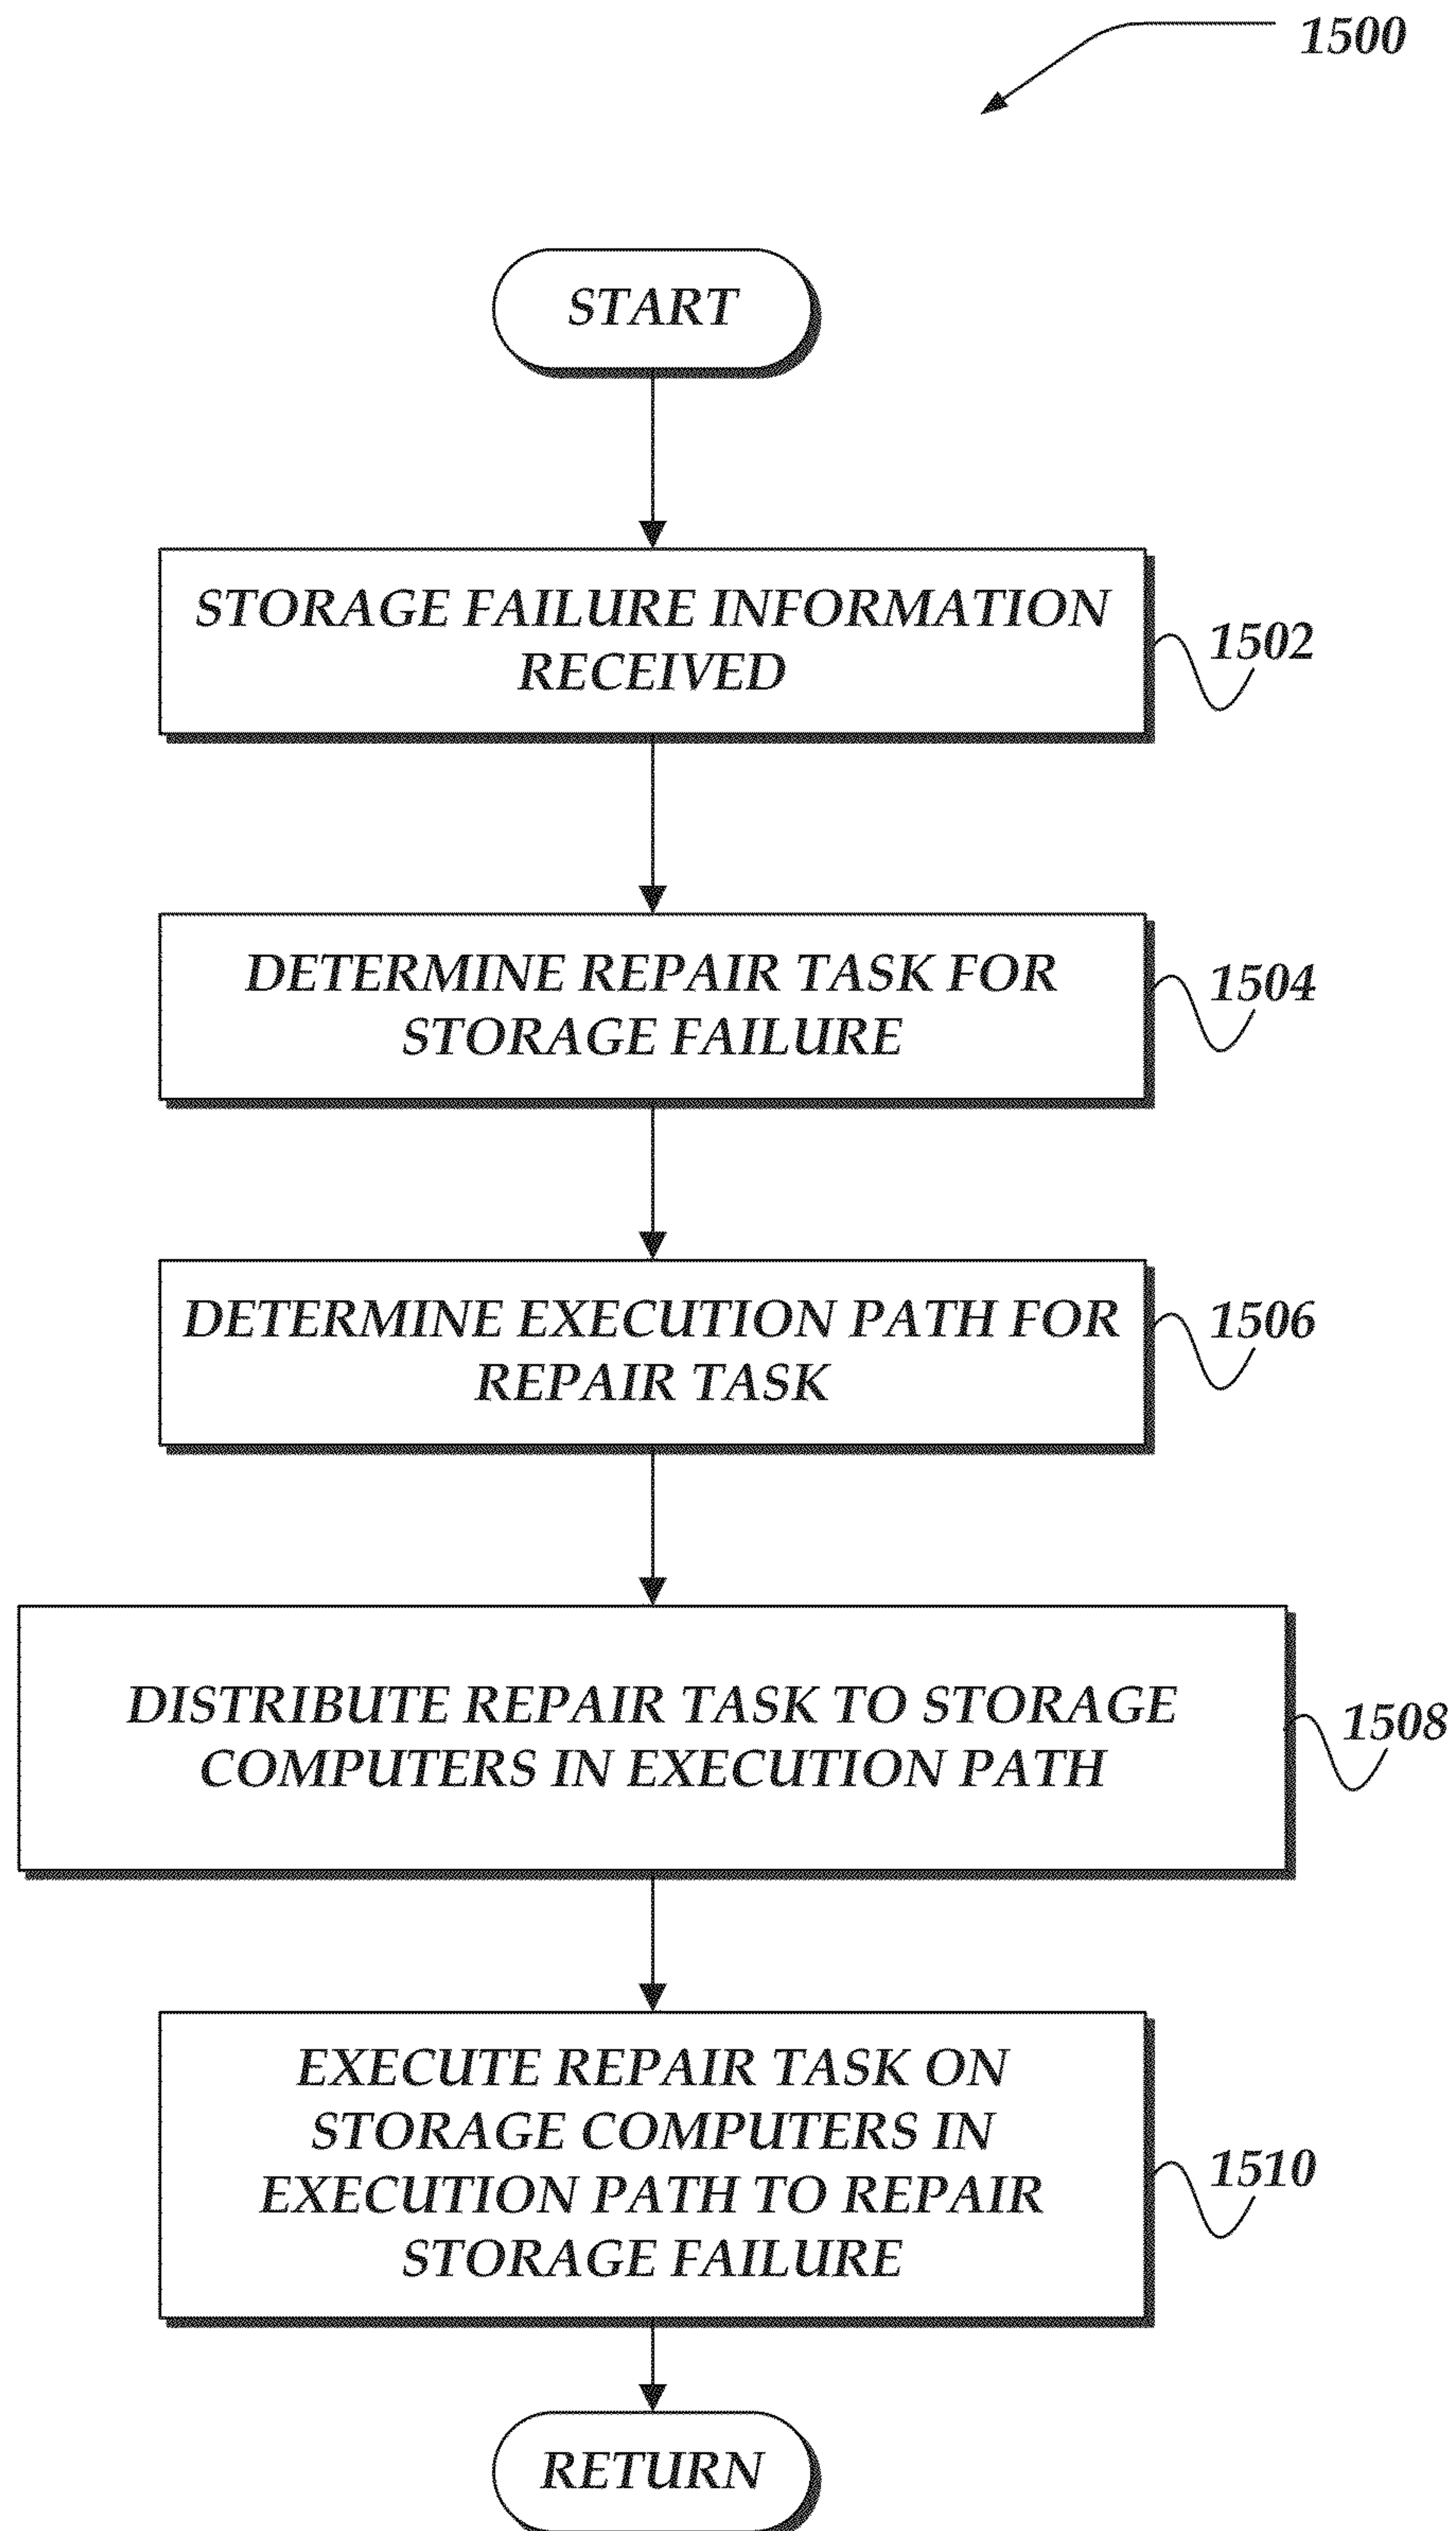 1500
START
STORAGE FAILURE INFORMATION
RECEIVED
1502
DETERMINE REPAIR TASK FOR
STORAGE FAILURE
1504
DETERMINE EXECUTION PATH FOR
REPAIR TASK
1506
DISTRIBUTE REPAIR TASK TO STORAGE
COMPUTERS IN EXECUTION PATH
1508
EXECUTE REPAIR TASK ON
STORAGE COMPUTERS IN
EXECUTION PATH TO REPAIR
STORAGE FAILURE
1510
RETURN